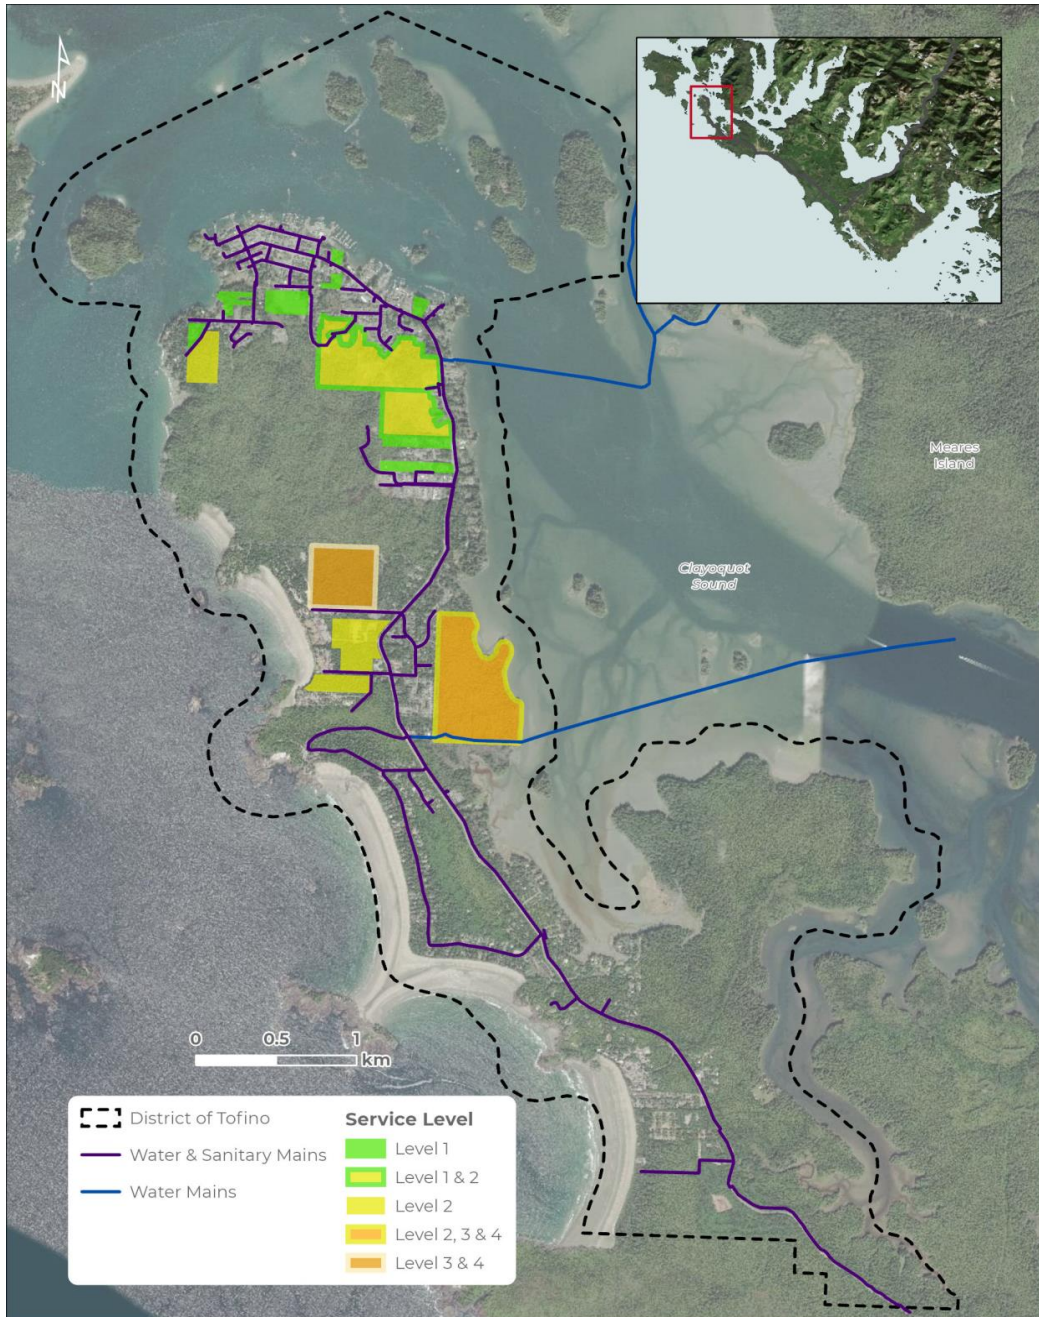 N
Meares
Island
Clayoquot
Sound
0 0.5 1
km
District of Tofino
Water & Sanitary Mains
Water Mains
Service Level
Level 1
Level 1 & 2
Level 2
Level 2, 3 & 4
Level 3 & 4